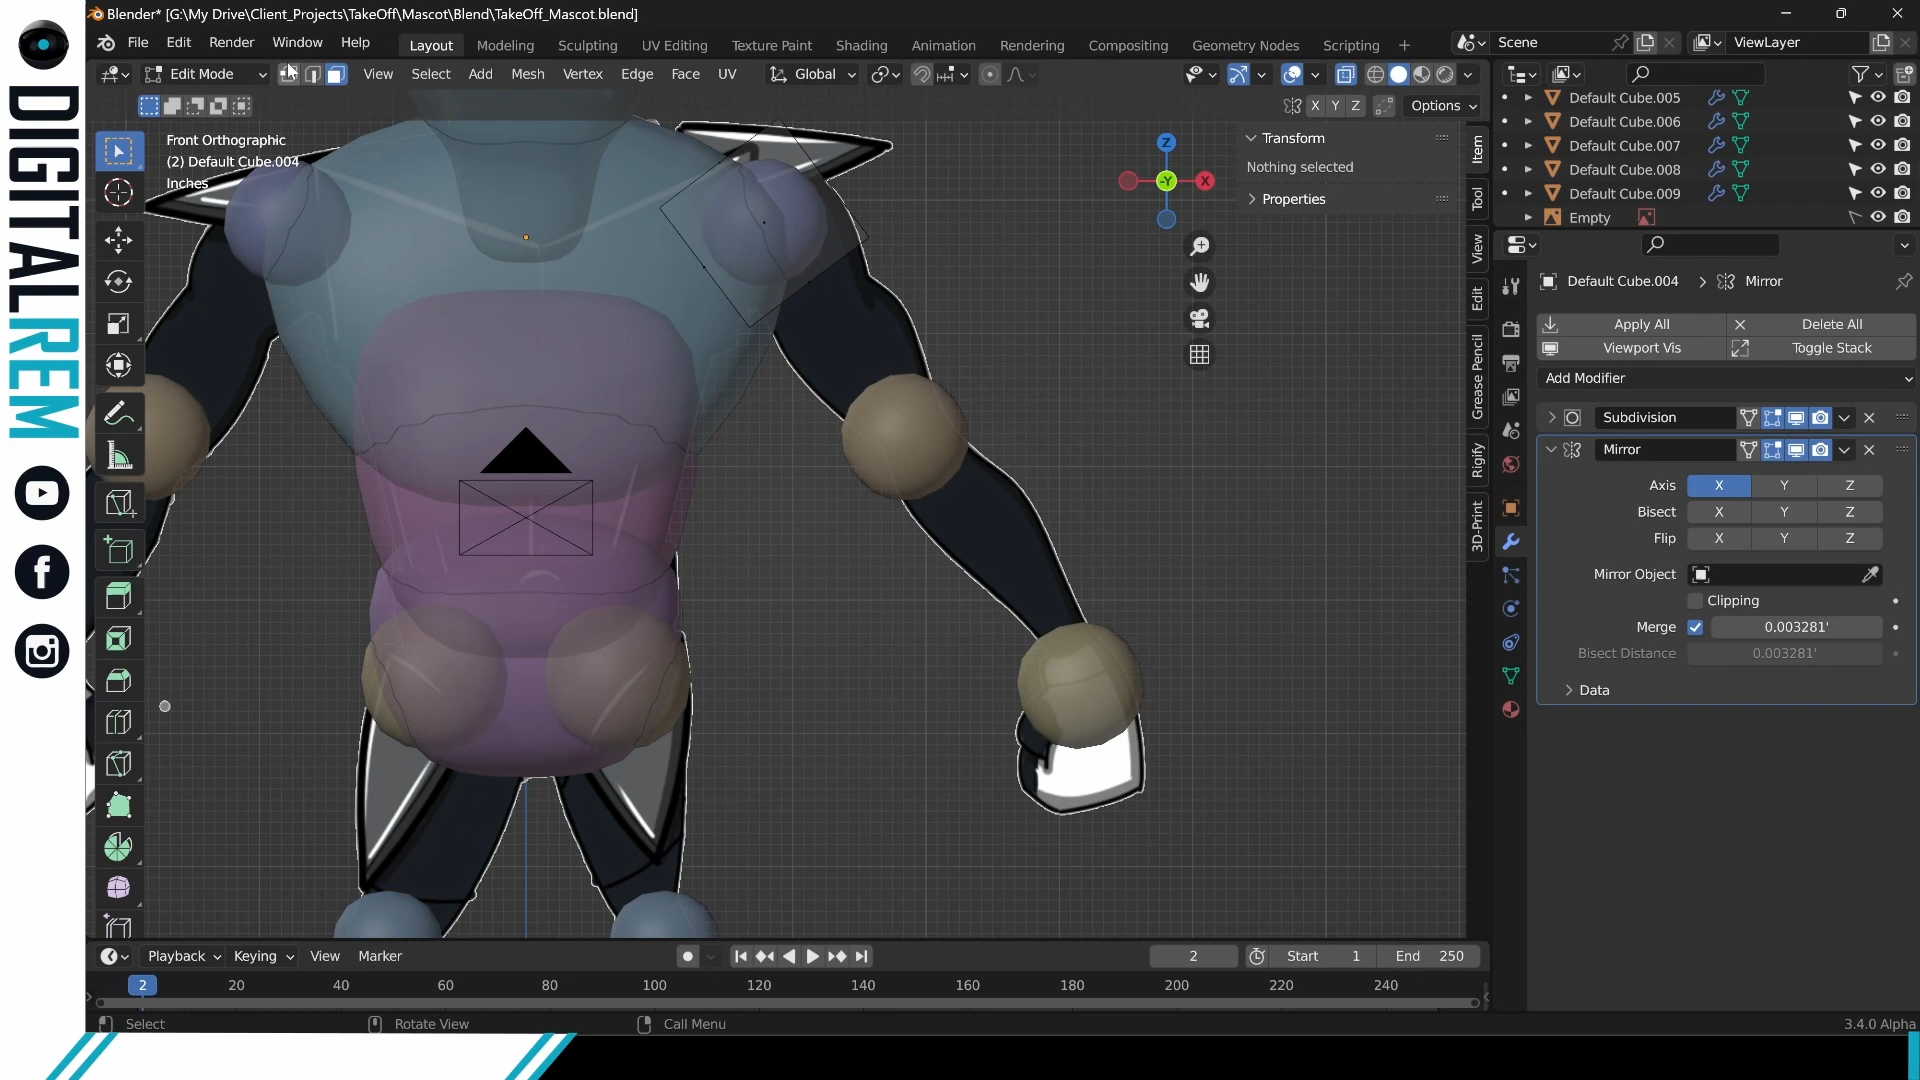 Blender* [G:\My Drive\Client_Projects\TakeOff\Mascot\Blend\TakeOff_Mascot.blend]
File Edit Render Window Help Layout Modeling Sculpting UV Editing Texture Paint Shading Animation Rendering Compositing Geometry Nodes Scripting + Scene ViewLayer
Edit Mode View Select Add Mesh Vertex Edge Face UV Global
X Y Z Options
Front Orthographic
(2) Default Cube.004
Inches
Transform
Nothing selected
Properties
Z
-Y
X
Item
Tool
View
Edit
Grease Pencil
Rigify
3D-Print
Default Cube.005
Default Cube.006
Default Cube.007
Default Cube.008
Default Cube.009
Empty
Default Cube.004 > Mirror
Apply All Delete All
Viewport Vis Toggle Stack
Add Modifier
Subdivision
Mirror
Axis X Y Z
Bisect X Y Z
Flip X Y Z
Mirror Object
Clipping
Merge 0.003281'
Bisect Distance 0.003281'
Data
Playback Keying View Marker 2 Start 1 End 250
2 20 40 60 80 100 120 140 160 180 200 220 240
Select Rotate View Call Menu 3.4.0 Alpha
DIGITALREM